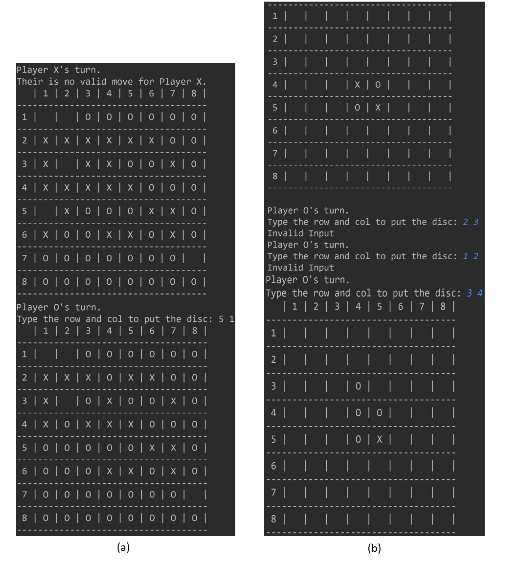 Player X's turn.
Their is no valid move for Player X.
| 1 | 2 | 3 | 4 | 5 | 6 | 7 | 8 |
1 |   |   | O | O | O | O | O | O |
2 | X | X | X | X | X | X | O | O |
3 | X |   | X | X | O | O | X | O |
4 | X | X | X | X | X | O | X | O |
5 |   | X | O | O | O | X | X | O |
6 | X | O | O | X | X | O | X | O |
7 | O | O | O | O | O | O | O |   |
8 | O | O | O | O | O | O | O | O |
Player O's turn.
Type the row and col to put the disc: 5 1
| 1 | 2 | 3 | 4 | 5 | 6 | 7 | 8 |
1 |   |   | O | O | O | O | O | O |
2 | X | X | X | O | X | X | O | O |
3 | X |   | O | X | O | O | X | O |
4 | X | O | X | X | X | O | X | O |
5 | O | O | O | O | O | X | X | O |
6 | O | O | O | X | X | O | X | O |
7 | O | O | O | O | O | O | O |   |
8 | O | O | O | O | O | O | O | O |
(a)
1 |   |   |   |   |   |   |   |   |
2 |   |   |   |   |   |   |   |   |
3 |   |   |   |   |   |   |   |   |
4 |   |   |   | X | O |   |   |   |
5 |   |   |   | O | X |   |   |   |
6 |   |   |   |   |   |   |   |   |
7 |   |   |   |   |   |   |   |   |
8 |   |   |   |   |   |   |   |   |
Player O's turn.
Type the row and col to put the disc: 2 3
Invalid Input
Player O's turn.
Type the row and col to put the disc: 1 2
Invalid Input
Player O's turn.
Type the row and col to put the disc: 3 4
| 1 | 2 | 3 | 4 | 5 | 6 | 7 | 8 |
1 |   |   |   |   |   |   |   |   |
2 |   |   |   |   |   |   |   |   |
3 |   |   |   | O |   |   |   |   |
4 |   |   |   | O | O |   |   |   |
5 |   |   |   | O | X |   |   |   |
6 |   |   |   |   |   |   |   |   |
7 |   |   |   |   |   |   |   |   |
8 |   |   |   |   |   |   |   |   |
(b)